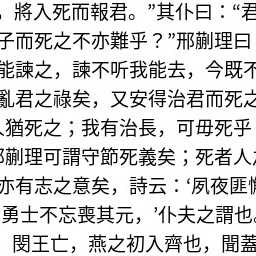 ，將入死而報君。”其仆曰：“君
子而死之不亦難乎？”邢蒯理曰
能諫之，諫不听我能去，今既不
亂君之祿矣，又安得治君而死之
人猶死之；我有治長，可毋死乎
邢蒯理可謂守節死義矣；死者人
亦有志之意矣，詩云：‘夙夜匪懈
勇士不忘喪其元，’仆夫之謂也。
閔王亡，燕之初入齊也，聞蓋